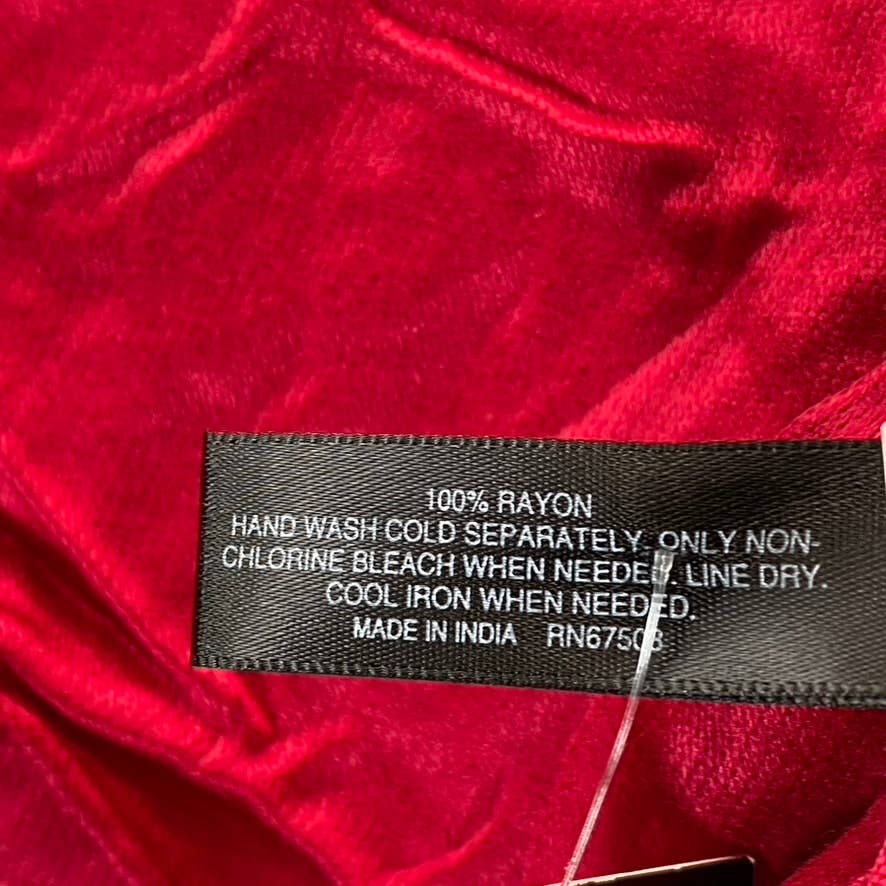 100% RAYON
HAND WASH COLD SEPARATELY. ONLY NON-
CHLORINE BLEACH WHEN NEEDED. LINE DRY.
COOL IRON WHEN NEEDED.
MADE IN INDIA RN67503